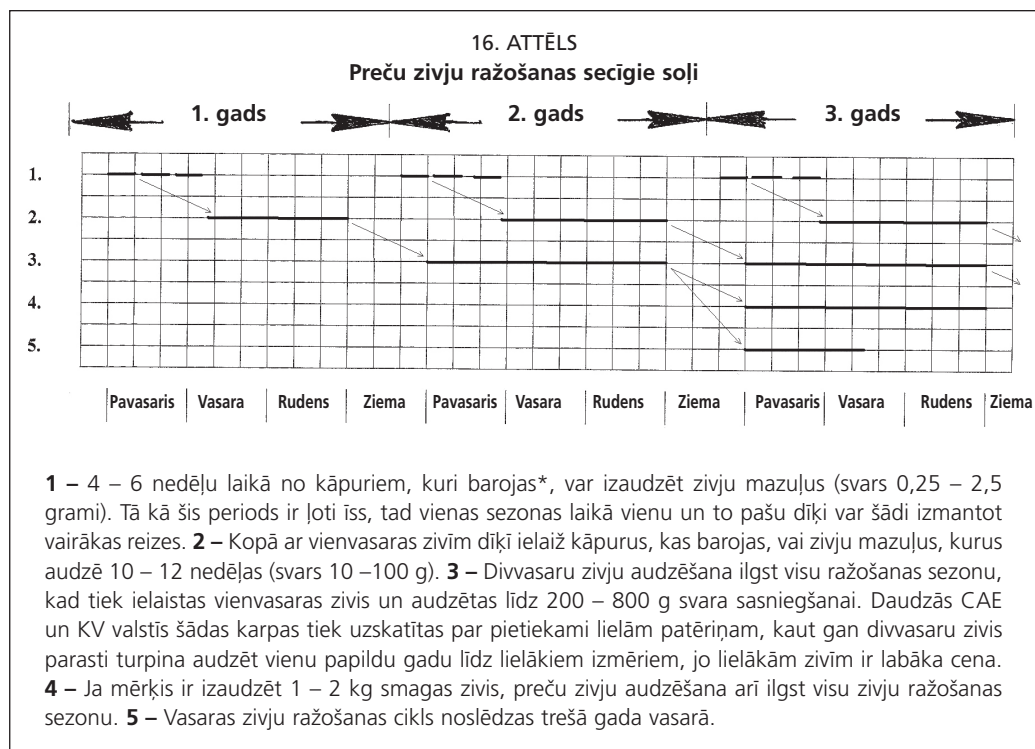 16. ATTĒLS
Preču zivju ražošanas secīgie soļi
1. gads 2. gads 3. gads
1.
2.
3.
4.
5.
Pavasaris Vasara Rudens Ziema Pavasaris Vasara Rudens Ziema Pavasaris Vasara Rudens Ziema
1 – 4 – 6 nedēļu laikā no kāpuriem, kuri barojas*, var izaudzēt zivju mazuļus (svars 0,25 – 2,5
grami). Tā kā šis periods ir ļoti īss, tad vienas sezonas laikā vienu un to pašu dīķi var šādi izmantot
vairākas reizes. 2 – Kopā ar vienvasaras zivīm dīķī ielaiž kāpurus, kas barojas, vai zivju mazuļus, kurus
audzē 10 – 12 nedēļas (svars 10 –100 g). 3 – Divvasaru zivju audzēšana ilgst visu ražošanas sezonu,
kad tiek ielaistas vienvasaras zivis un audzētas līdz 200 – 800 g svara sasniegšanai. Daudzās CAE
un KV valstīs šādas karpas tiek uzskatītas par pietiekami lielām patēriņam, kaut gan divvasaru zivis
parasti turpina audzēt vienu papildu gadu līdz lielākiem izmēriem, jo lielākām zivīm ir labāka cena.
4 – Ja mērķis ir izaudzēt 1 – 2 kg smagas zivis, preču zivju audzēšana arī ilgst visu zivju ražošanas
sezonu. 5 – Vasaras zivju ražošanas cikls noslēdzas trešā gada vasarā.